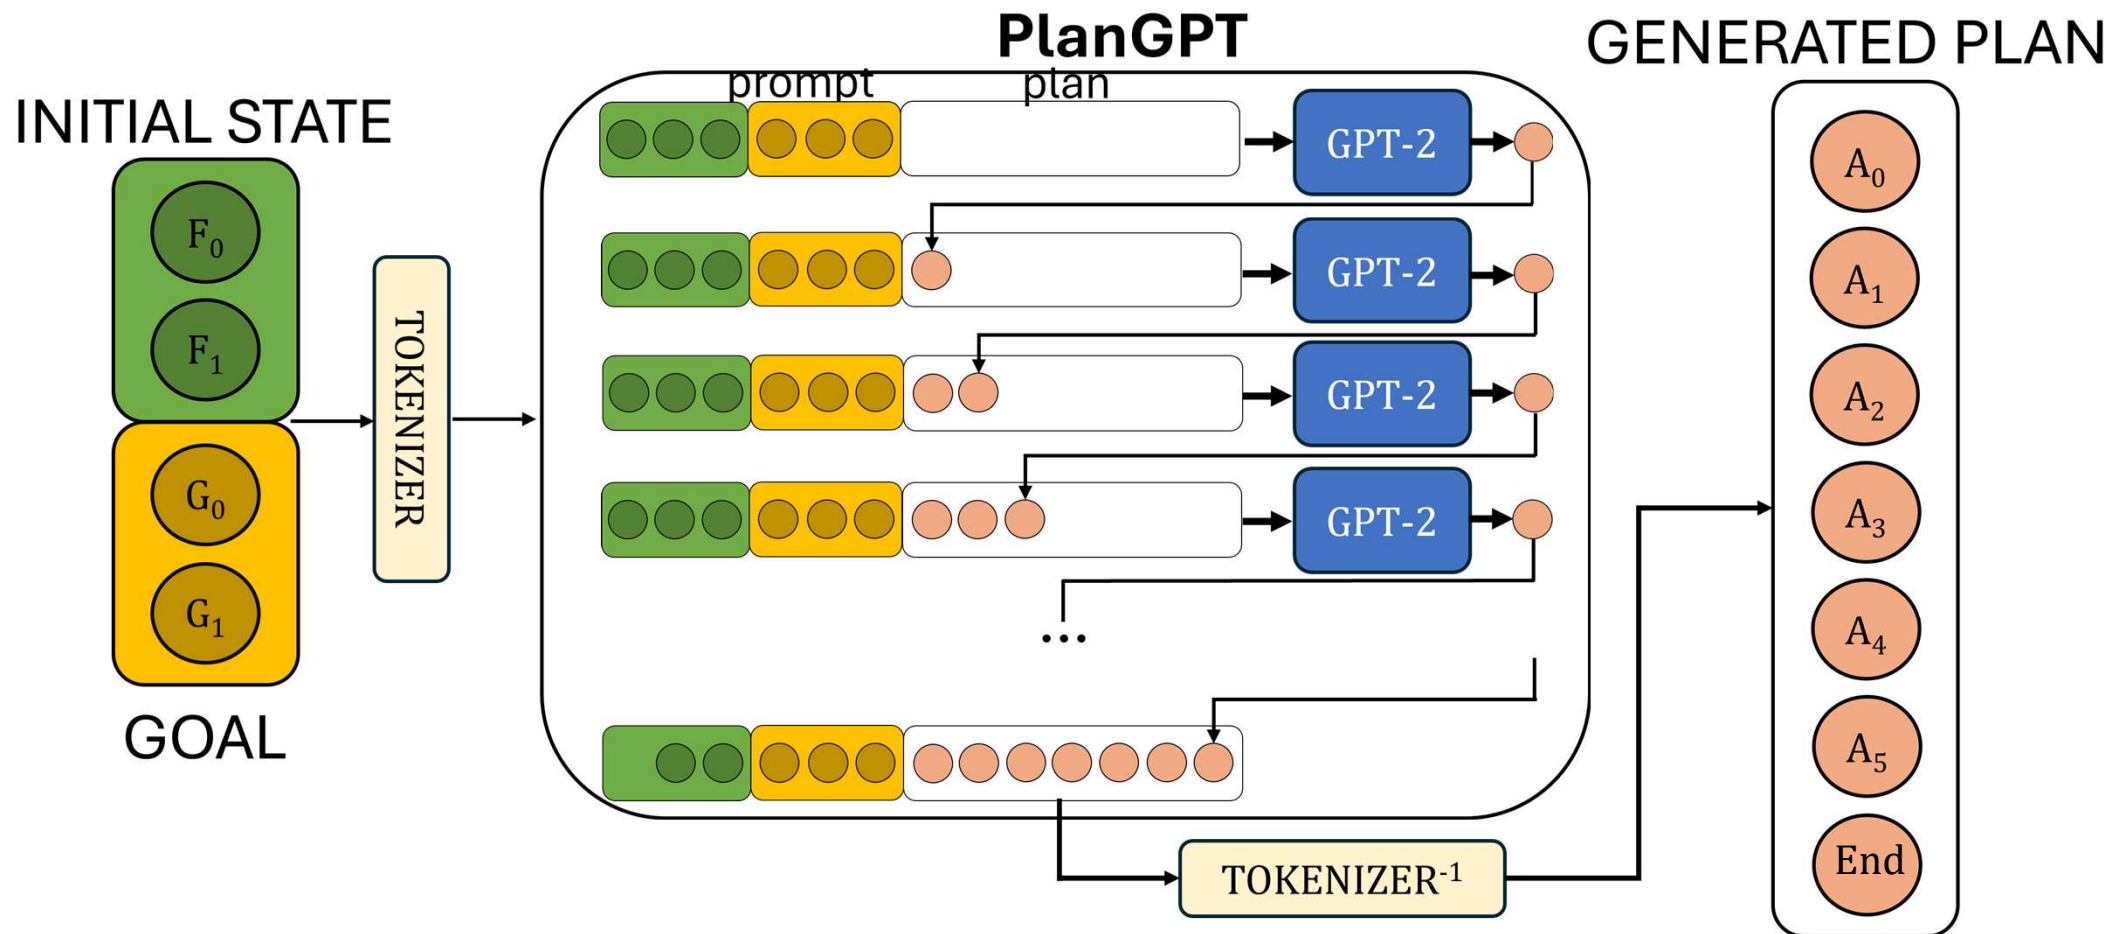 PlanGPT
GENERATED PLAN
INITIAL STATE
prompt
plan
F₀
F₁
G₀
G₁
GOAL
TOKENIZER
GPT-2
GPT-2
GPT-2
GPT-2
...
TOKENIZER⁻¹
A₀
A₁
A₂
A₃
A₄
A₅
End